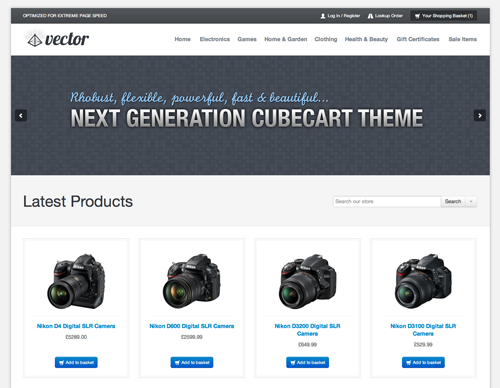 OPTIMIZED FOR EXTREME PAGE SPEED
Log In / Register
Lookup Order
Your Shopping Basket (1)
vector
Home Electronics Games Home & Garden Clothing Health & Beauty Gift Certificates Sale Items
Rhobust, flexible, powerful, fast & beautiful...
NEXT GENERATION CUBECART THEME
Latest Products
Search our store
Search
Nikon D4 Digital SLR Camera
£5289.00
Add to basket
Nikon D600 Digital SLR Camera
£2599.99
Add to basket
Nikon D3200 Digital SLR Camera
£649.99
Add to basket
Nikon D3100 Digital SLR Camera
£529.99
Add to basket